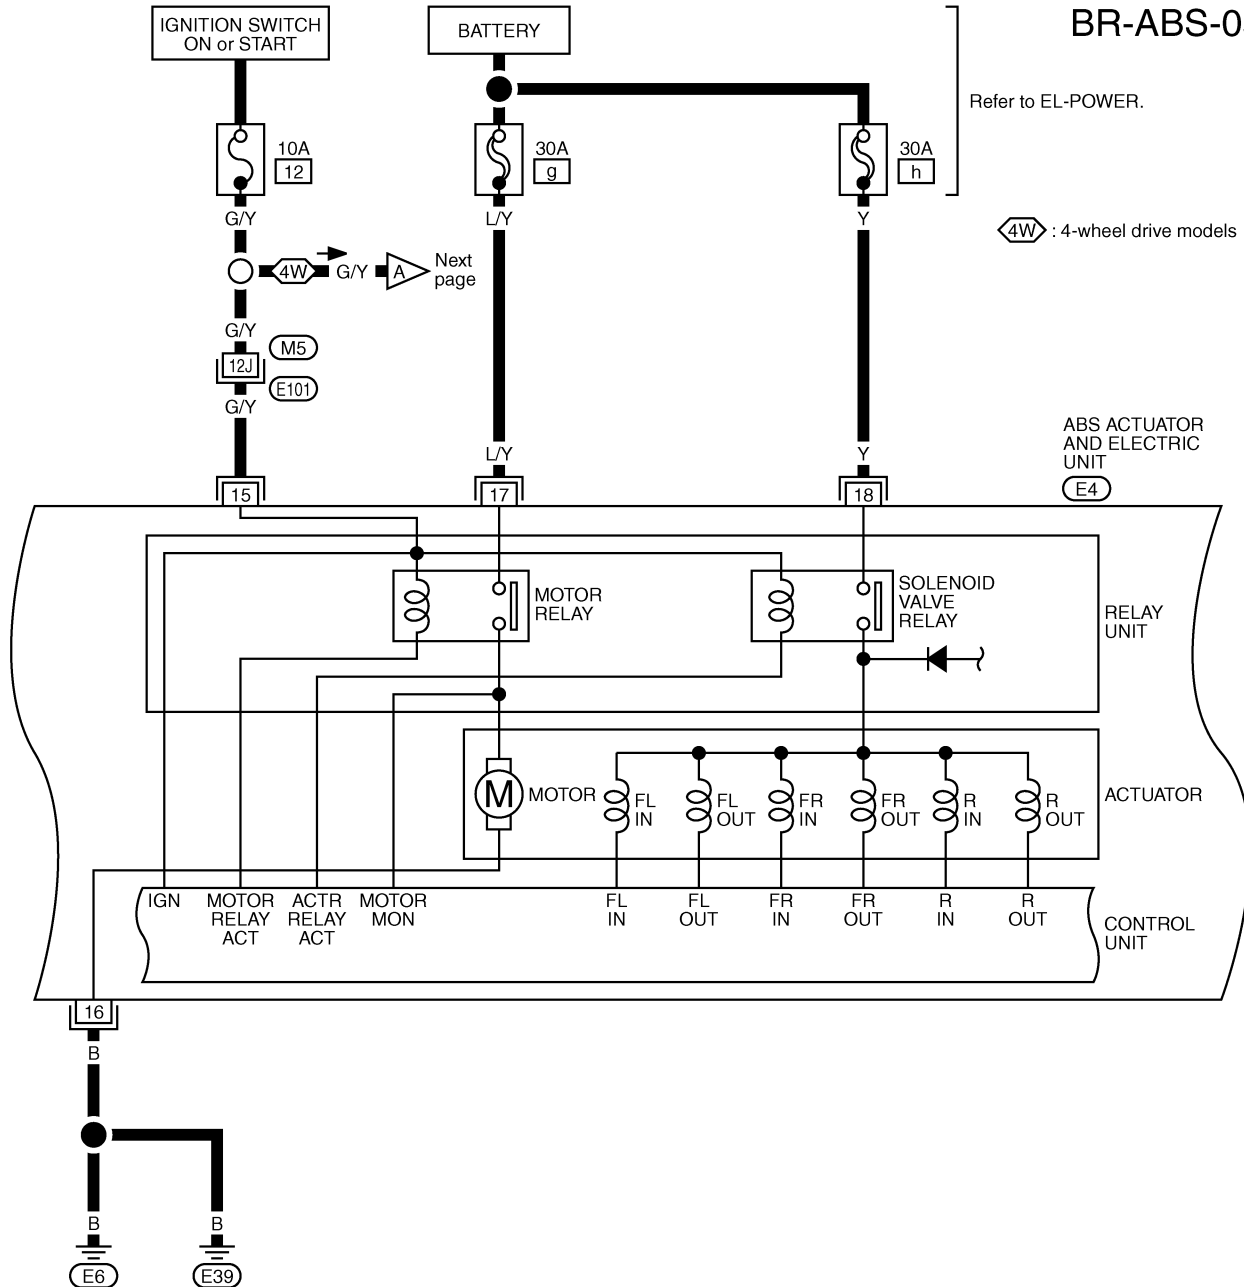 IGNITION SWITCH
ON or START
BATTERY
BR-ABS-0
Refer to EL-POWER.
10A
12
30A
g
30A
h
G/Y
L/Y
Y
4W : 4-wheel drive models
4W
G/Y
A
Next
page
G/Y
M5
12J
E101
G/Y
L/Y
Y
ABS ACTUATOR
AND ELECTRIC
UNIT
E4
15
17
18
MOTOR
RELAY
SOLENOID
VALVE
RELAY
RELAY
UNIT
M
MOTOR
FL
IN
FL
OUT
FR
IN
FR
OUT
R
IN
R
OUT
ACTUATOR
IGN
MOTOR
RELAY
ACT
ACTR
RELAY
ACT
MOTOR
MON
FL
IN
FL
OUT
FR
IN
FR
OUT
R
IN
R
OUT
CONTROL
UNIT
16
B
B
B
E6
E39